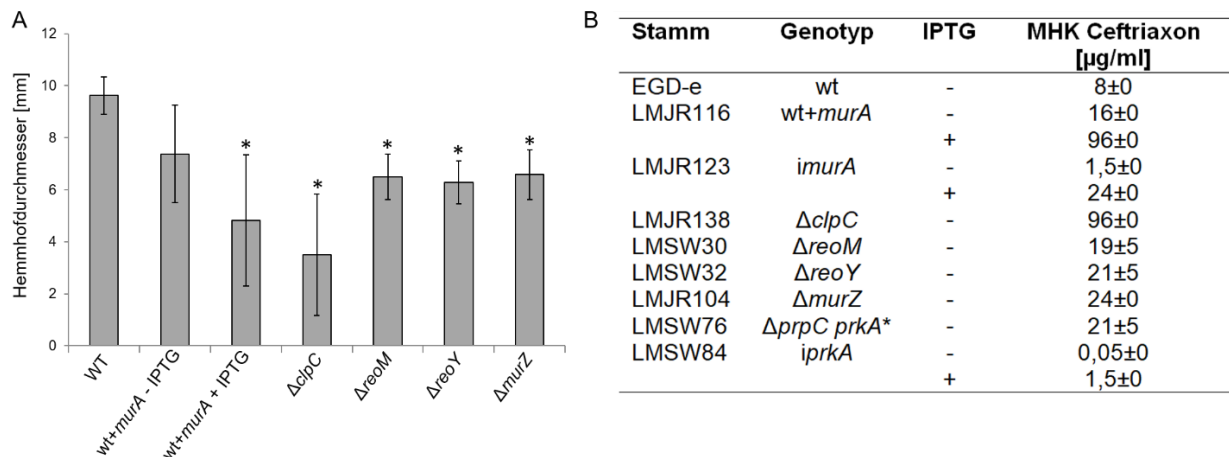 A
Hemmhofdurchmesser [mm]
12
10
8
6
4
2
0
*
*
*
*
*
WT
wt+murA - IPTG
wt+murA + IPTG
ΔclpC
ΔreoM
ΔreoY
ΔmurZ
B
Stamm Genotyp IPTG MHK Ceftriaxon
[µg/ml]
EGD-e wt - 8±0
LMJR116 wt+murA - 16±0
+ 96±0
LMJR123 imurA - 1,5±0
+ 24±0
LMJR138 ΔclpC - 96±0
LMSW30 ΔreoM - 19±5
LMSW32 ΔreoY - 21±5
LMJR104 ΔmurZ - 24±0
LMSW76 ΔprpC prkA* - 21±5
LMSW84 iprkA - 0,05±0
+ 1,5±0